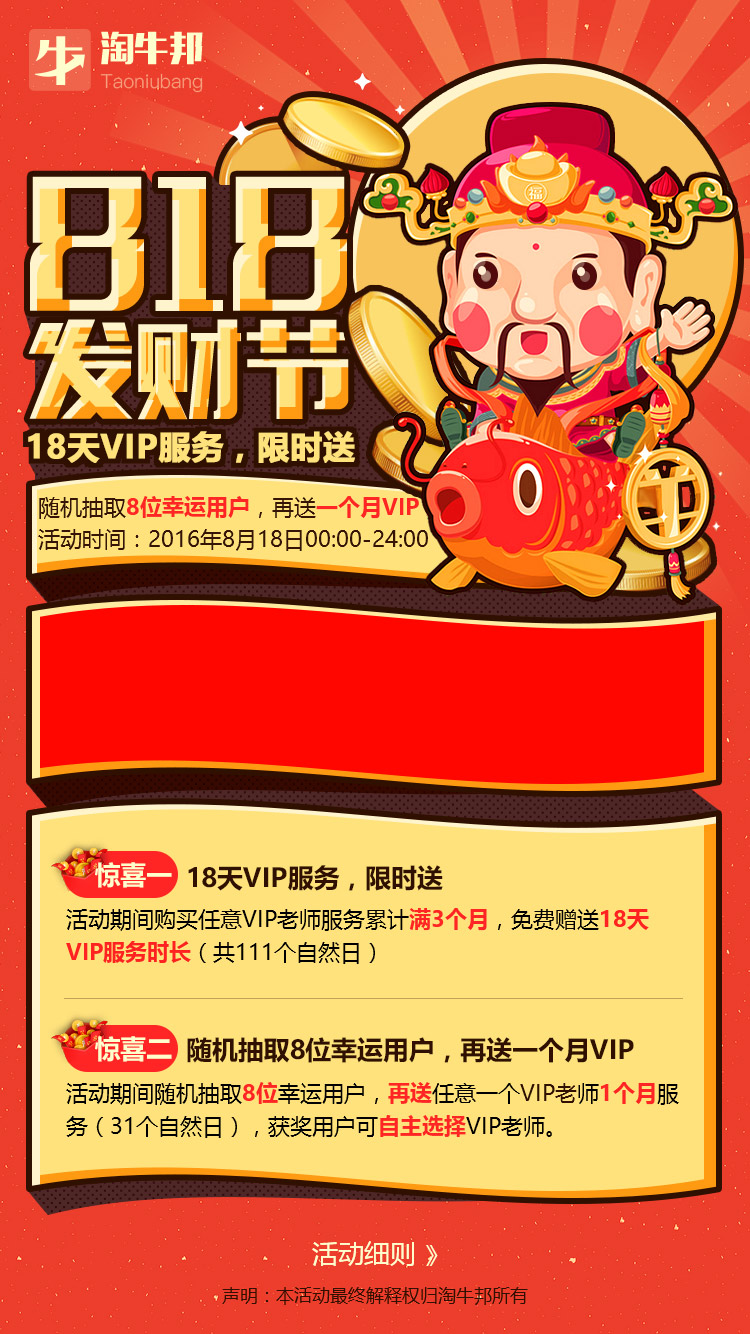 牛 淘牛邦
Taoniubang
福
818
发财节
18天VIP服务，限时送
随机抽取8位幸运用户，再送一个月VIP
活动时间：2016年8月18日00:00-24:00
惊喜一 18天VIP服务，限时送
活动期间购买任意VIP老师服务累计满3个月，免费赠送18天
VIP服务时长（共111个自然日）
惊喜二 随机抽取8位幸运用户，再送一个月VIP
活动期间随机抽取8位幸运用户，再送任意一个VIP老师1个月服
务（31个自然日），获奖用户可自主选择VIP老师。
活动细则 》
声明：本活动最终解释权归淘牛邦所有